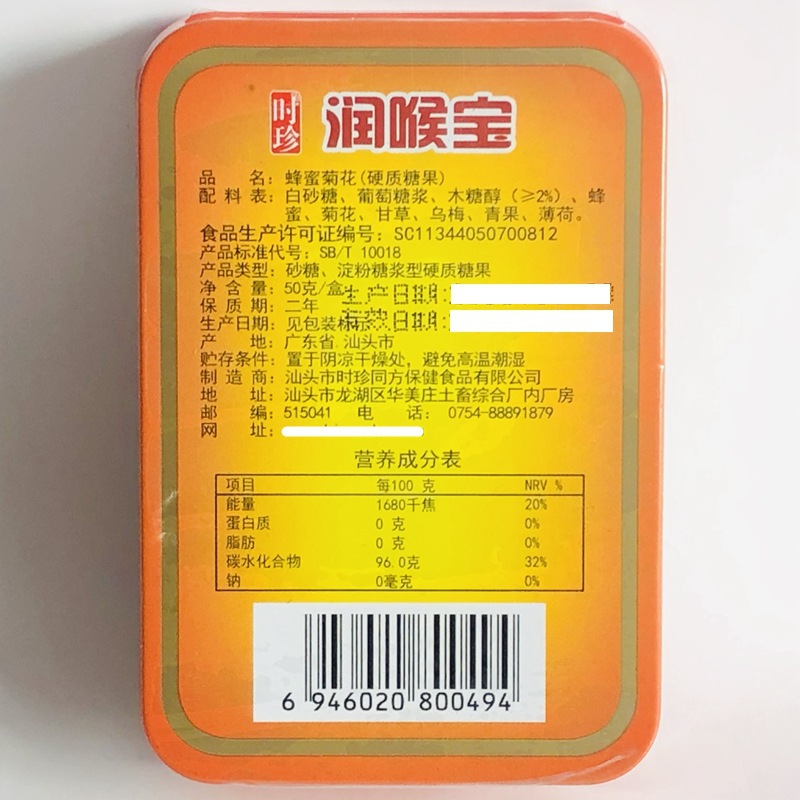 时珍 润喉宝
品 名：蜂蜜菊花(硬质糖果)
配 料 表：白砂糖、葡萄糖浆、木糖醇（≥2%）、蜂
蜜、菊花、甘草、乌梅、青果、薄荷。
食品生产许可证编号：SC11344050700812
产品标准代号：SB/T 10018
产品类型：砂糖、淀粉糖浆型硬质糖果
净 含 量：50克/盒 生产日期:
保 质 期：二年
生产日期：见包装标示 有效日期:
产 地：广东省.汕头市
贮存条件：置于阴凉干燥处，避免高温潮湿
制 造 商：汕头市时珍同方保健食品有限公司
地 址：汕头市龙湖区华美庄土畜综合厂内厂房
邮 编：515041 电 话： 0754-88891879
网 址：
营养成分表
项目 每100 克 NRV %
能量 1680千焦 20%
蛋白质 0 克 0%
脂肪 0 克 0%
碳水化合物 96.0克 32%
钠 0毫克 0%
6 946020 800494